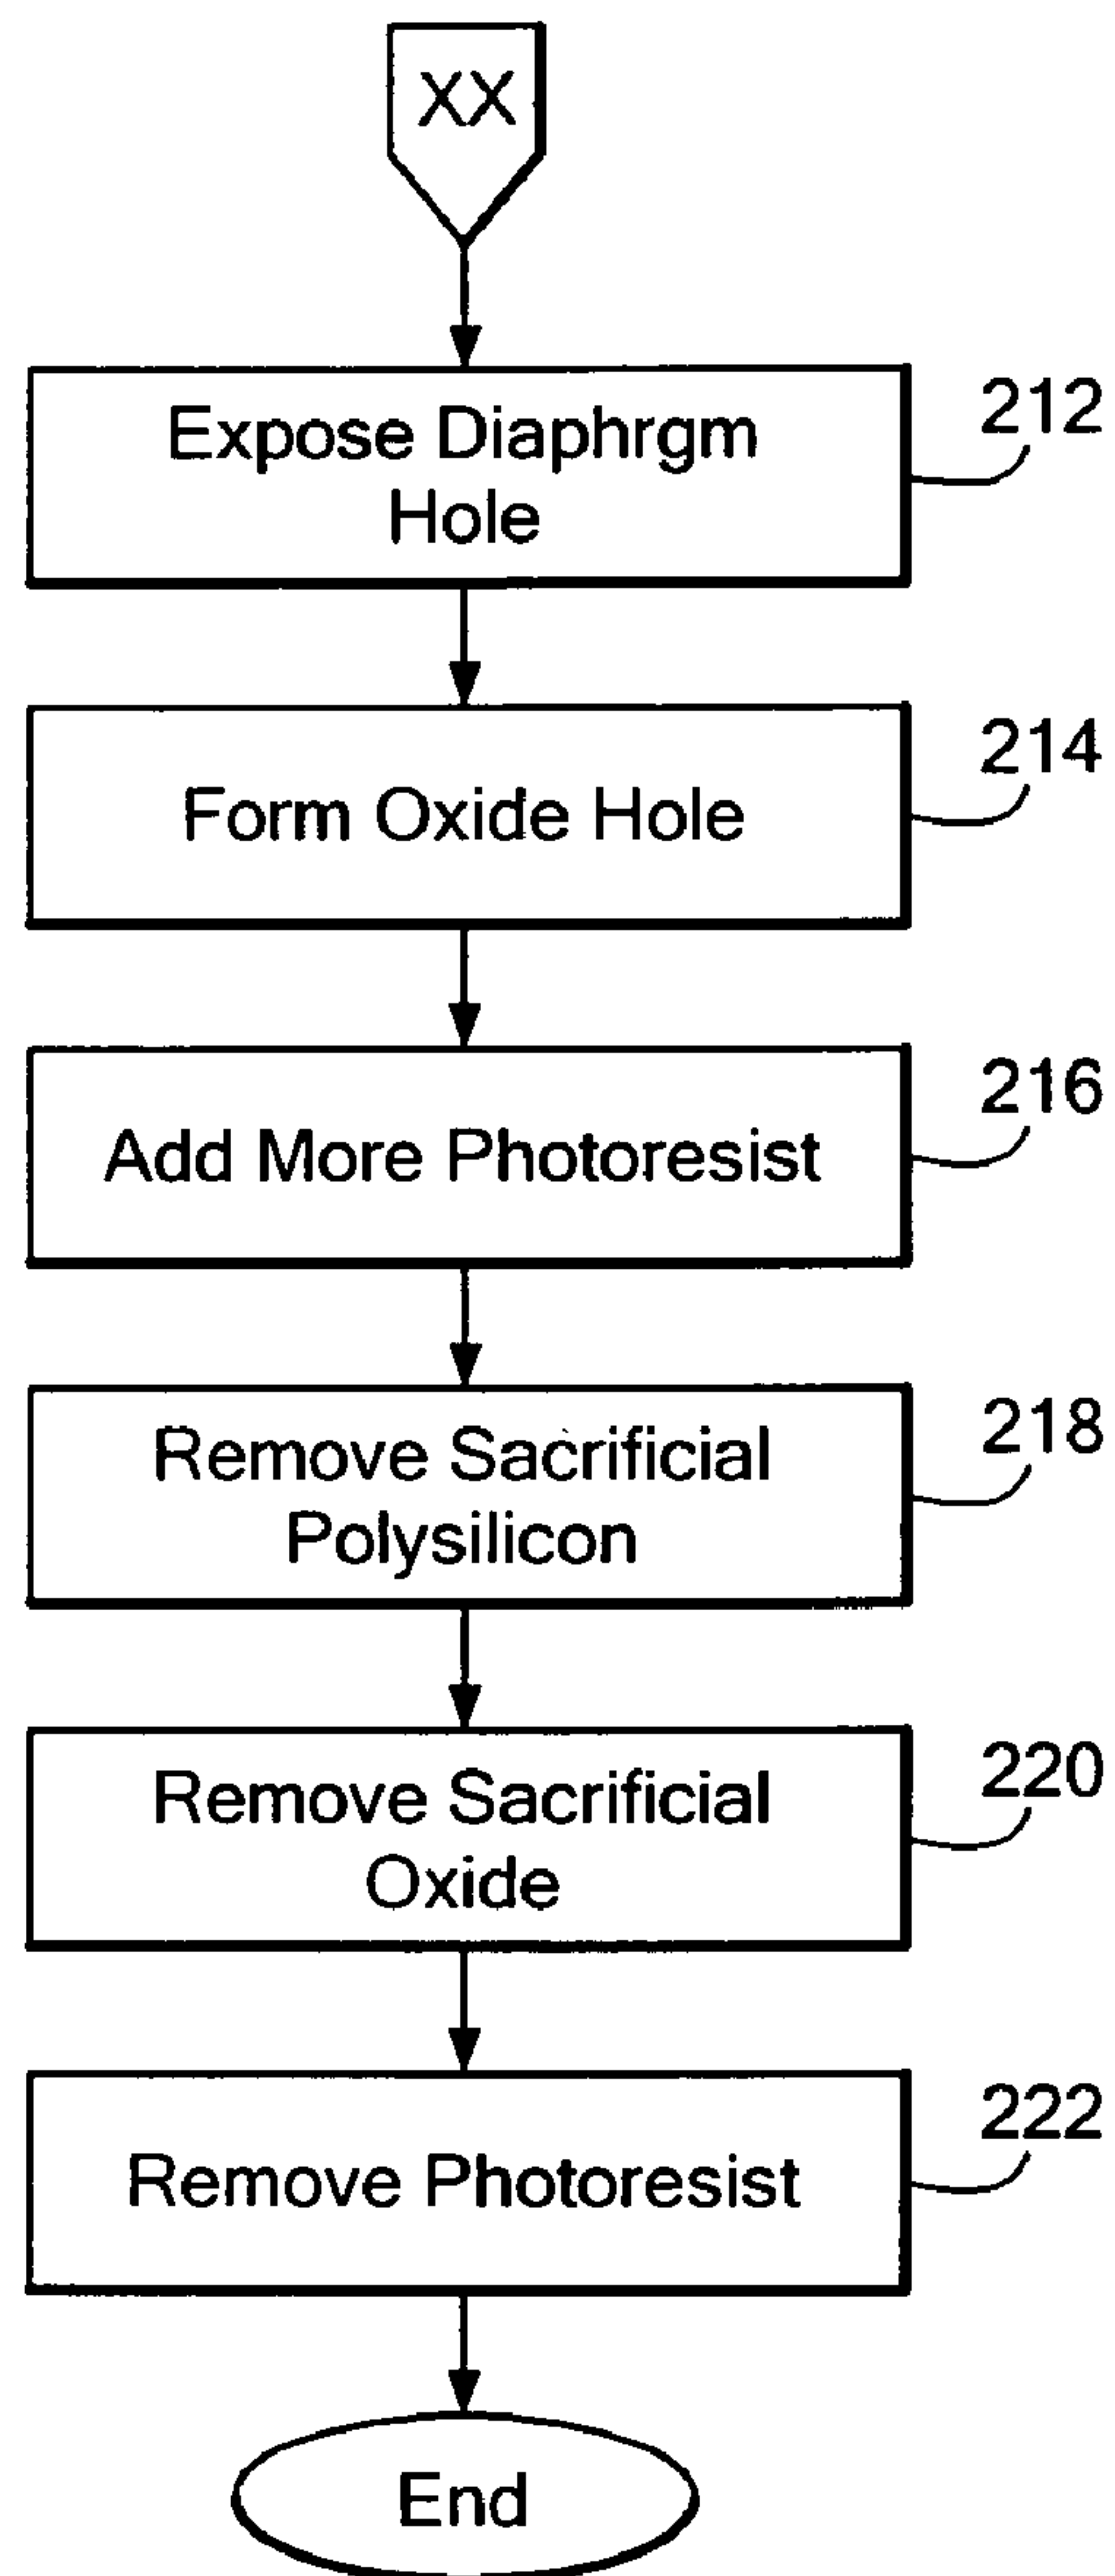 XX
Expose Diaphrgm
Hole
212
Form Oxide Hole
214
Add More Photoresist
216
Remove Sacrificial
Polysilicon
218
Remove Sacrificial
Oxide
220
Remove Photoresist
222
End